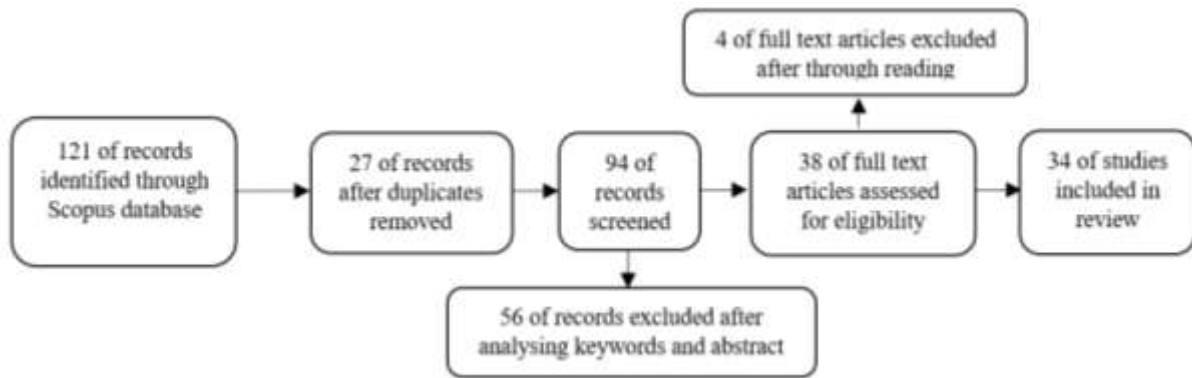 4 of full text articles excluded
after through reading
121 of records
identified through
Scopus database
27 of records
after duplicates
removed
94 of
records
screened
38 of full text
articles assessed
for eligibility
34 of studies
included in
review
56 of records excluded after
analysing keywords and abstract